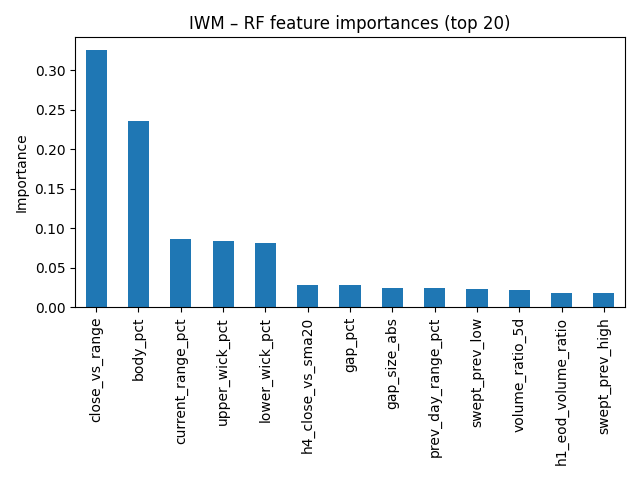 IWM – RF feature importances (top 20)
Importance
0.30
0.25
0.20
0.15
0.10
0.05
0.00
close_vs_range
body_pct
current_range_pct
upper_wick_pct
lower_wick_pct
h4_close_vs_sma20
gap_pct
gap_size_abs
prev_day_range_pct
swept_prev_low
volume_ratio_5d
h1_eod_volume_ratio
swept_prev_high